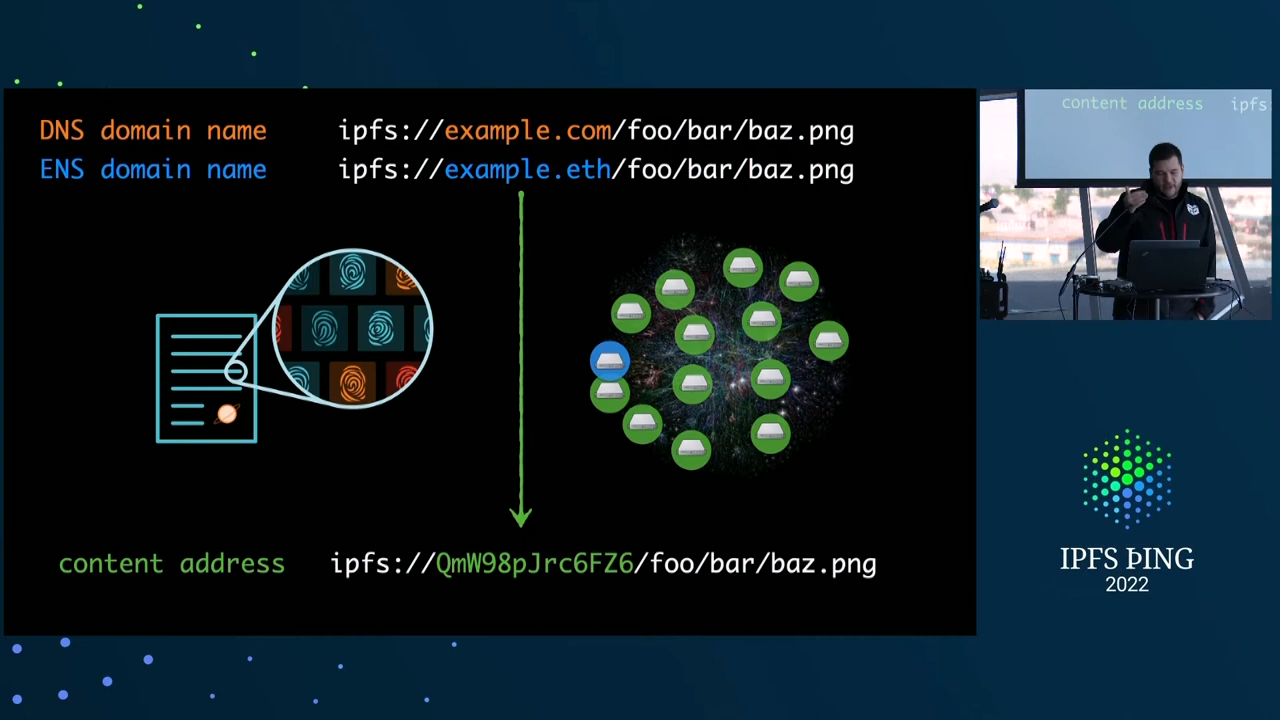 DNS domain name ipfs://example.com/foo/bar/baz.png
ENS domain name ipfs://example.eth/foo/bar/baz.png
content address ipfs://QmW98pJrc6FZ6/foo/bar/baz.png
content address ipfs:
IPFS ÞING
2022